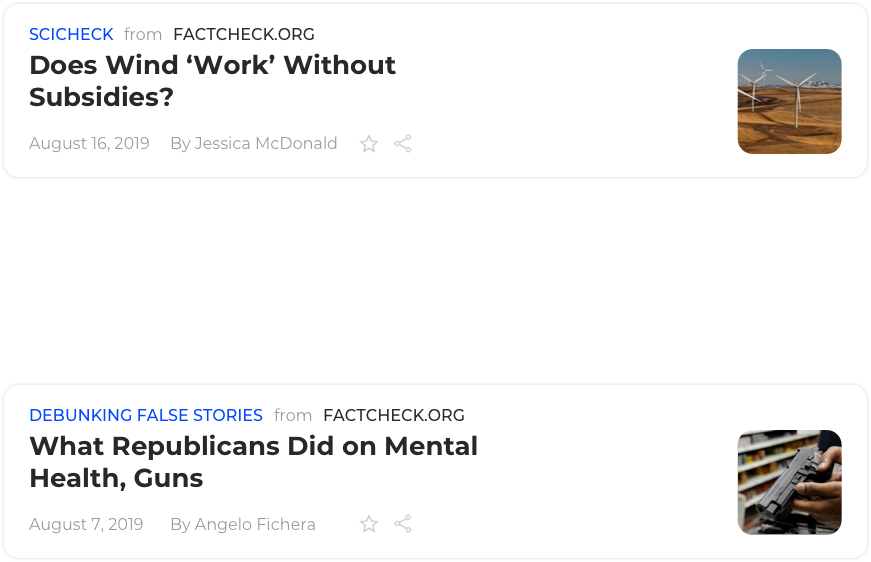 SCICHECK from FACTCHECK.ORG
Does Wind ‘Work’ Without
Subsidies?
August 16, 2019 By Jessica McDonald
DEBUNKING FALSE STORIES from FACTCHECK.ORG
What Republicans Did on Mental
Health, Guns
August 7, 2019 By Angelo Fichera